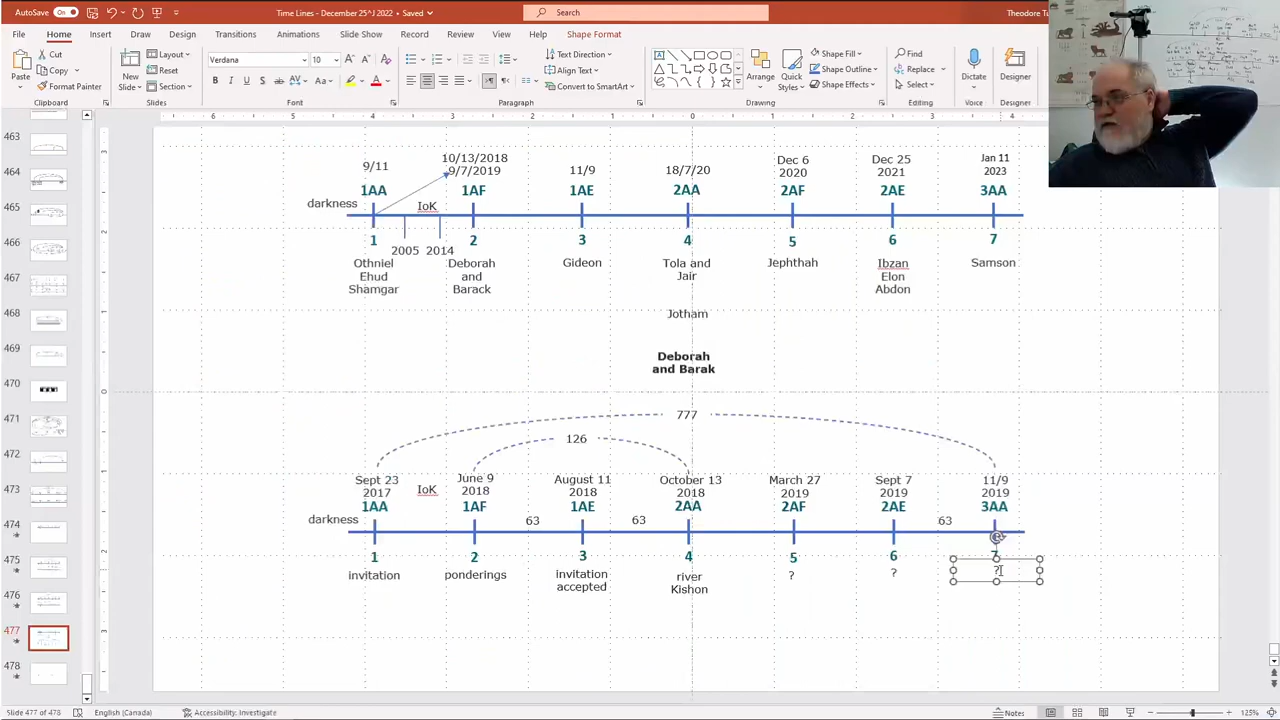 AutoSave On
Time Lines - December25^J 2022 • Saved
Search
File Home Insert Draw Design Transitions Animations Slide Show Record Review View Help Shape Format
Paste
Cut
Copy
Format Painter
Clipboard
New Slide
Layout
Reset
Section
Slides
Verdana 10
B I U S
Font
Text Direction
Align Text
Convert to SmartArt
Paragraph
Arrange
Quick Styles
Shape Fill
Shape Outline
Shape Effects
Drawing
Find
Replace
Select
Editing
Dictate
Voice
Designer
Designer
463
464
465
466
467
468
469
470
471
472
473
474
475
476
477
478
9/11
10/13/2018
9/7/2019
11/9
18/7/20
Dec 6
2020
Dec 25
2021
Jan 11
2023
1AA 1AF 1AE 2AA 2AF 2AE 3AA
darkness IoK
1 2 3 4 5 6 7
2005 2014
Othniel
Ehud
Shamgar
Deborah
and
Barack
Gideon
Tola and
Jair
Jephthah
Ibzan
Elon
Abdon
Samson
Jotham
Deborah
and Barak
777
126
Sept 23
2017
IoK
June 9
2018
August 11
2018
October 13
2018
March 27
2019
Sept 7
2019
11/9
2019
1AA 1AF 1AE 2AA 2AF 2AE 3AA
darkness 63 63 63
1 2 3 4 5 6 7
invitation
ponderings
invitation
accepted
river
Kishon
?
?
?
Slide 477 of 478 English (Canada) Accessibility: Investigate Notes 125%